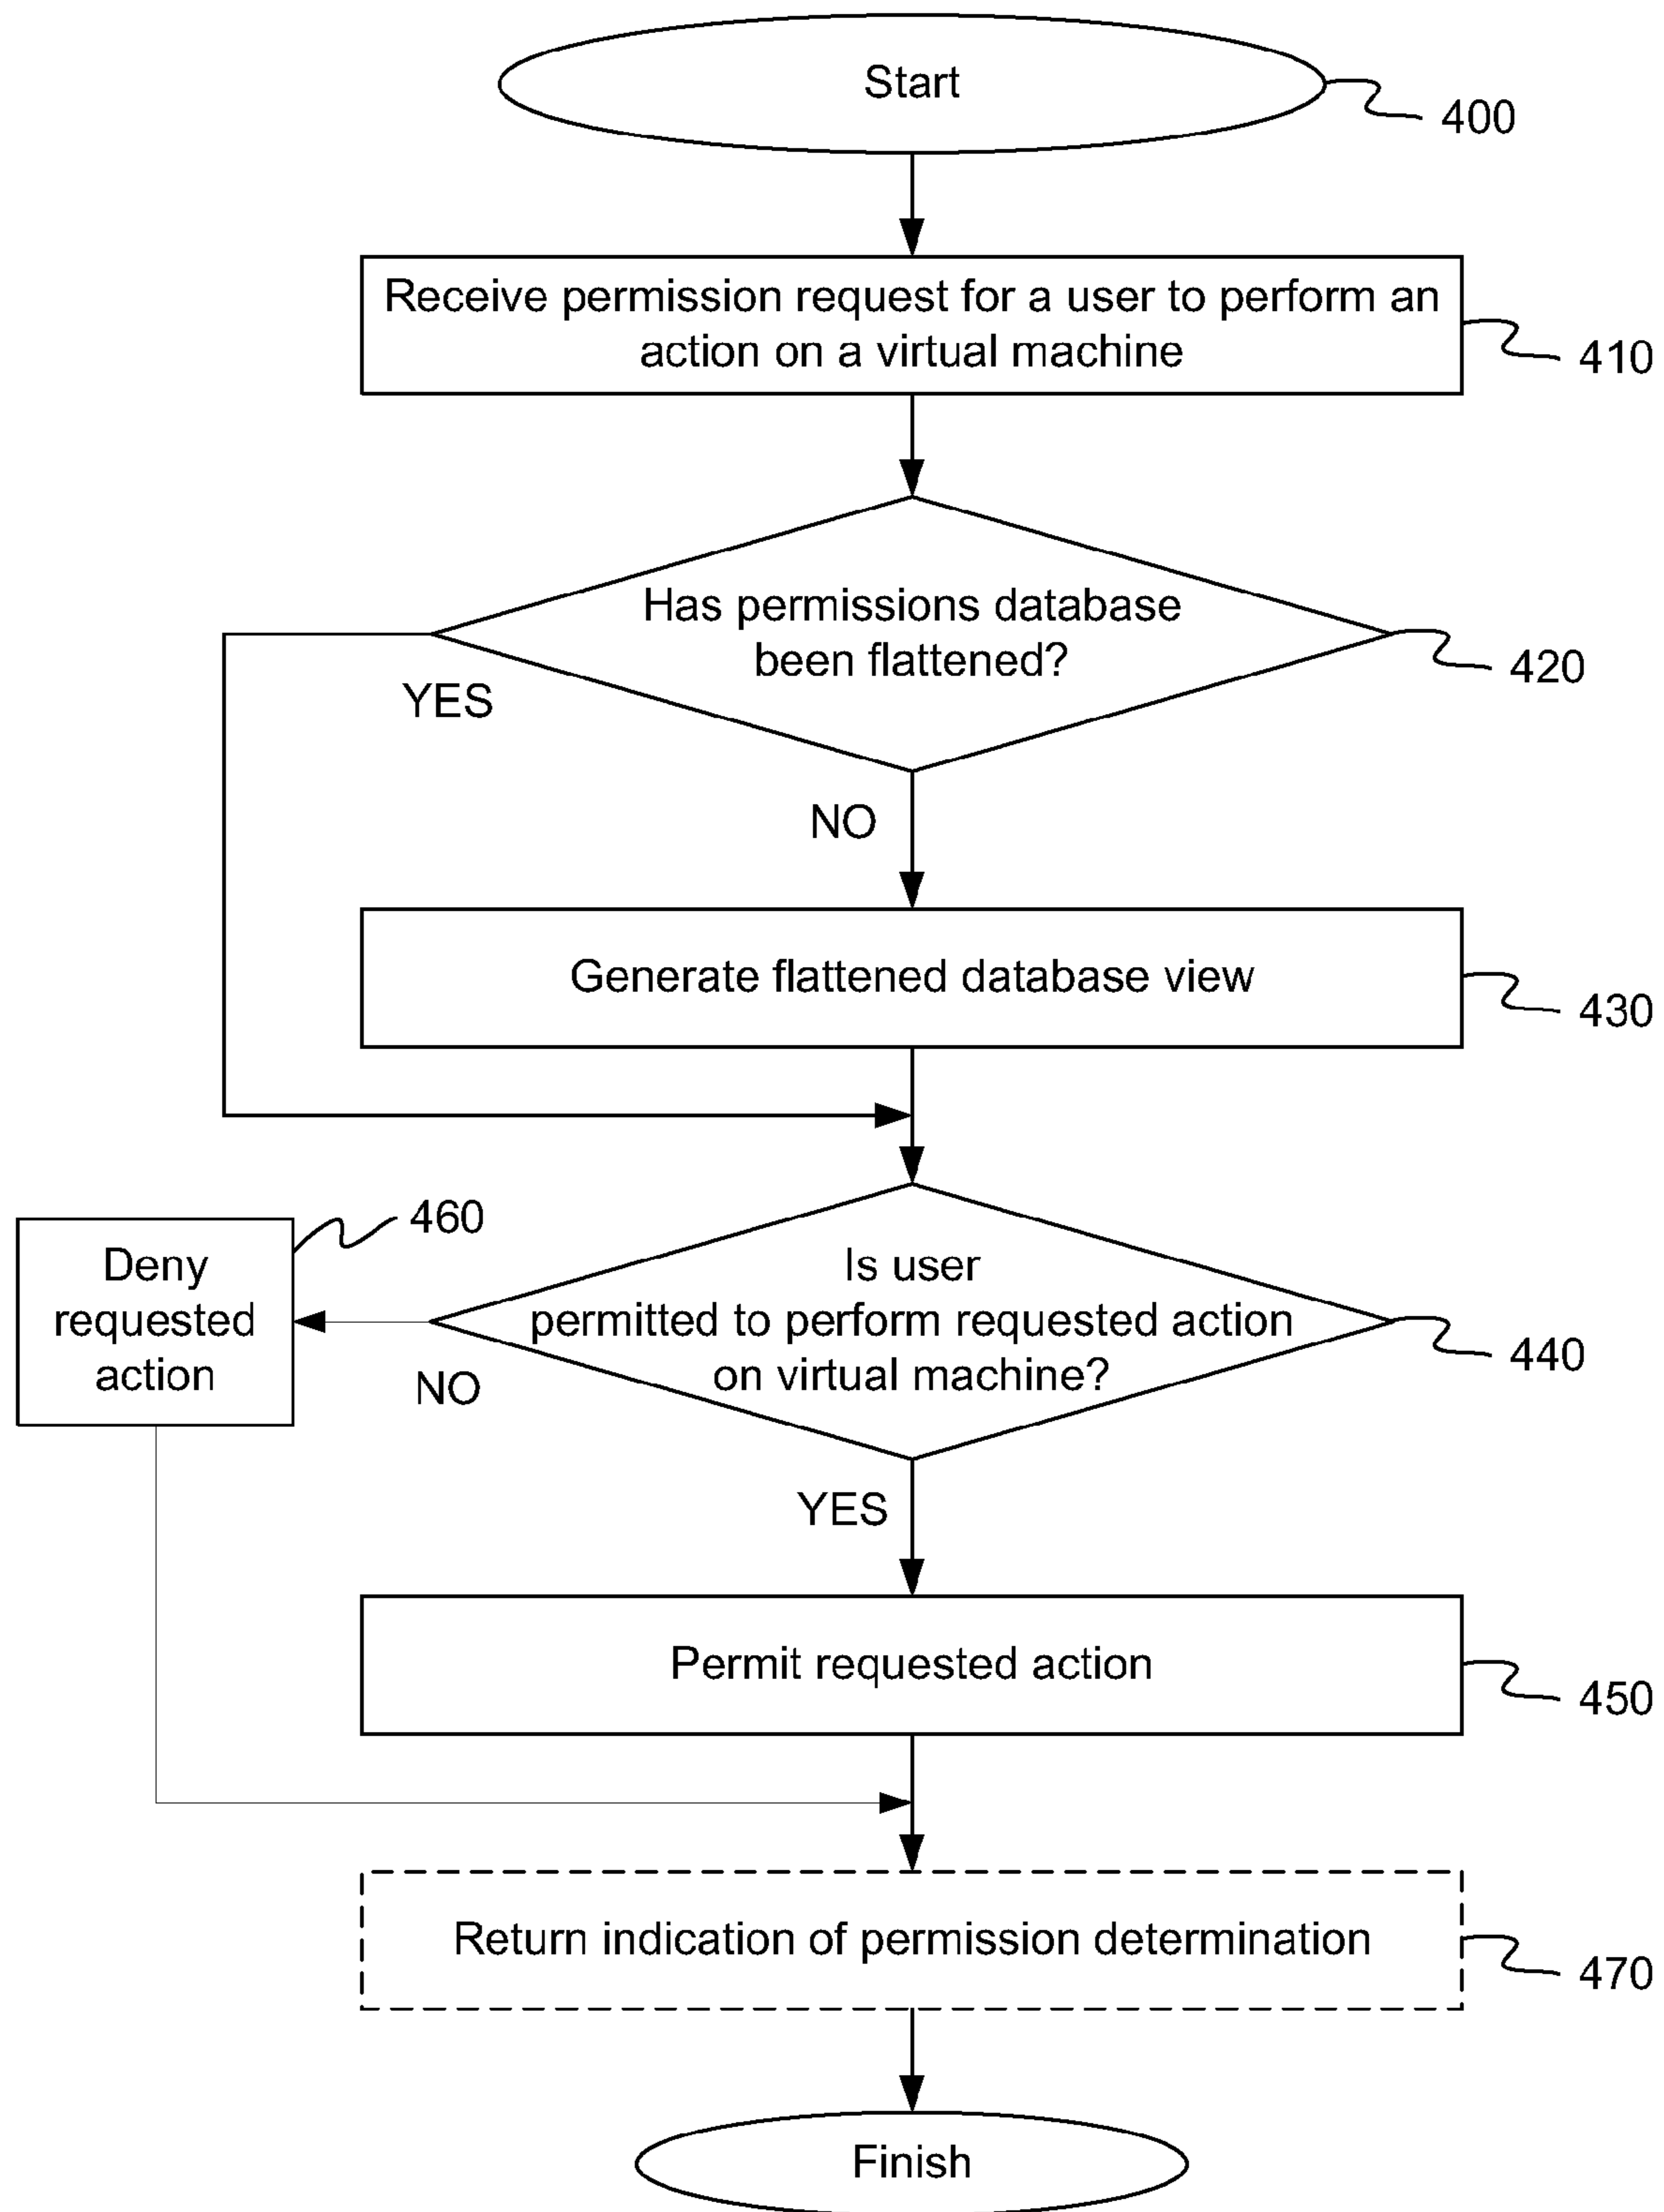 Start
400
Receive permission request for a user to perform an
action on a virtual machine
410
Has permissions database
been flattened?
420
YES
NO
Generate flattened database view
430
460
Deny
requested
action
Is user
permitted to perform requested action
on virtual machine?
440
NO
YES
Permit requested action
450
Return indication of permission determination
470
Finish